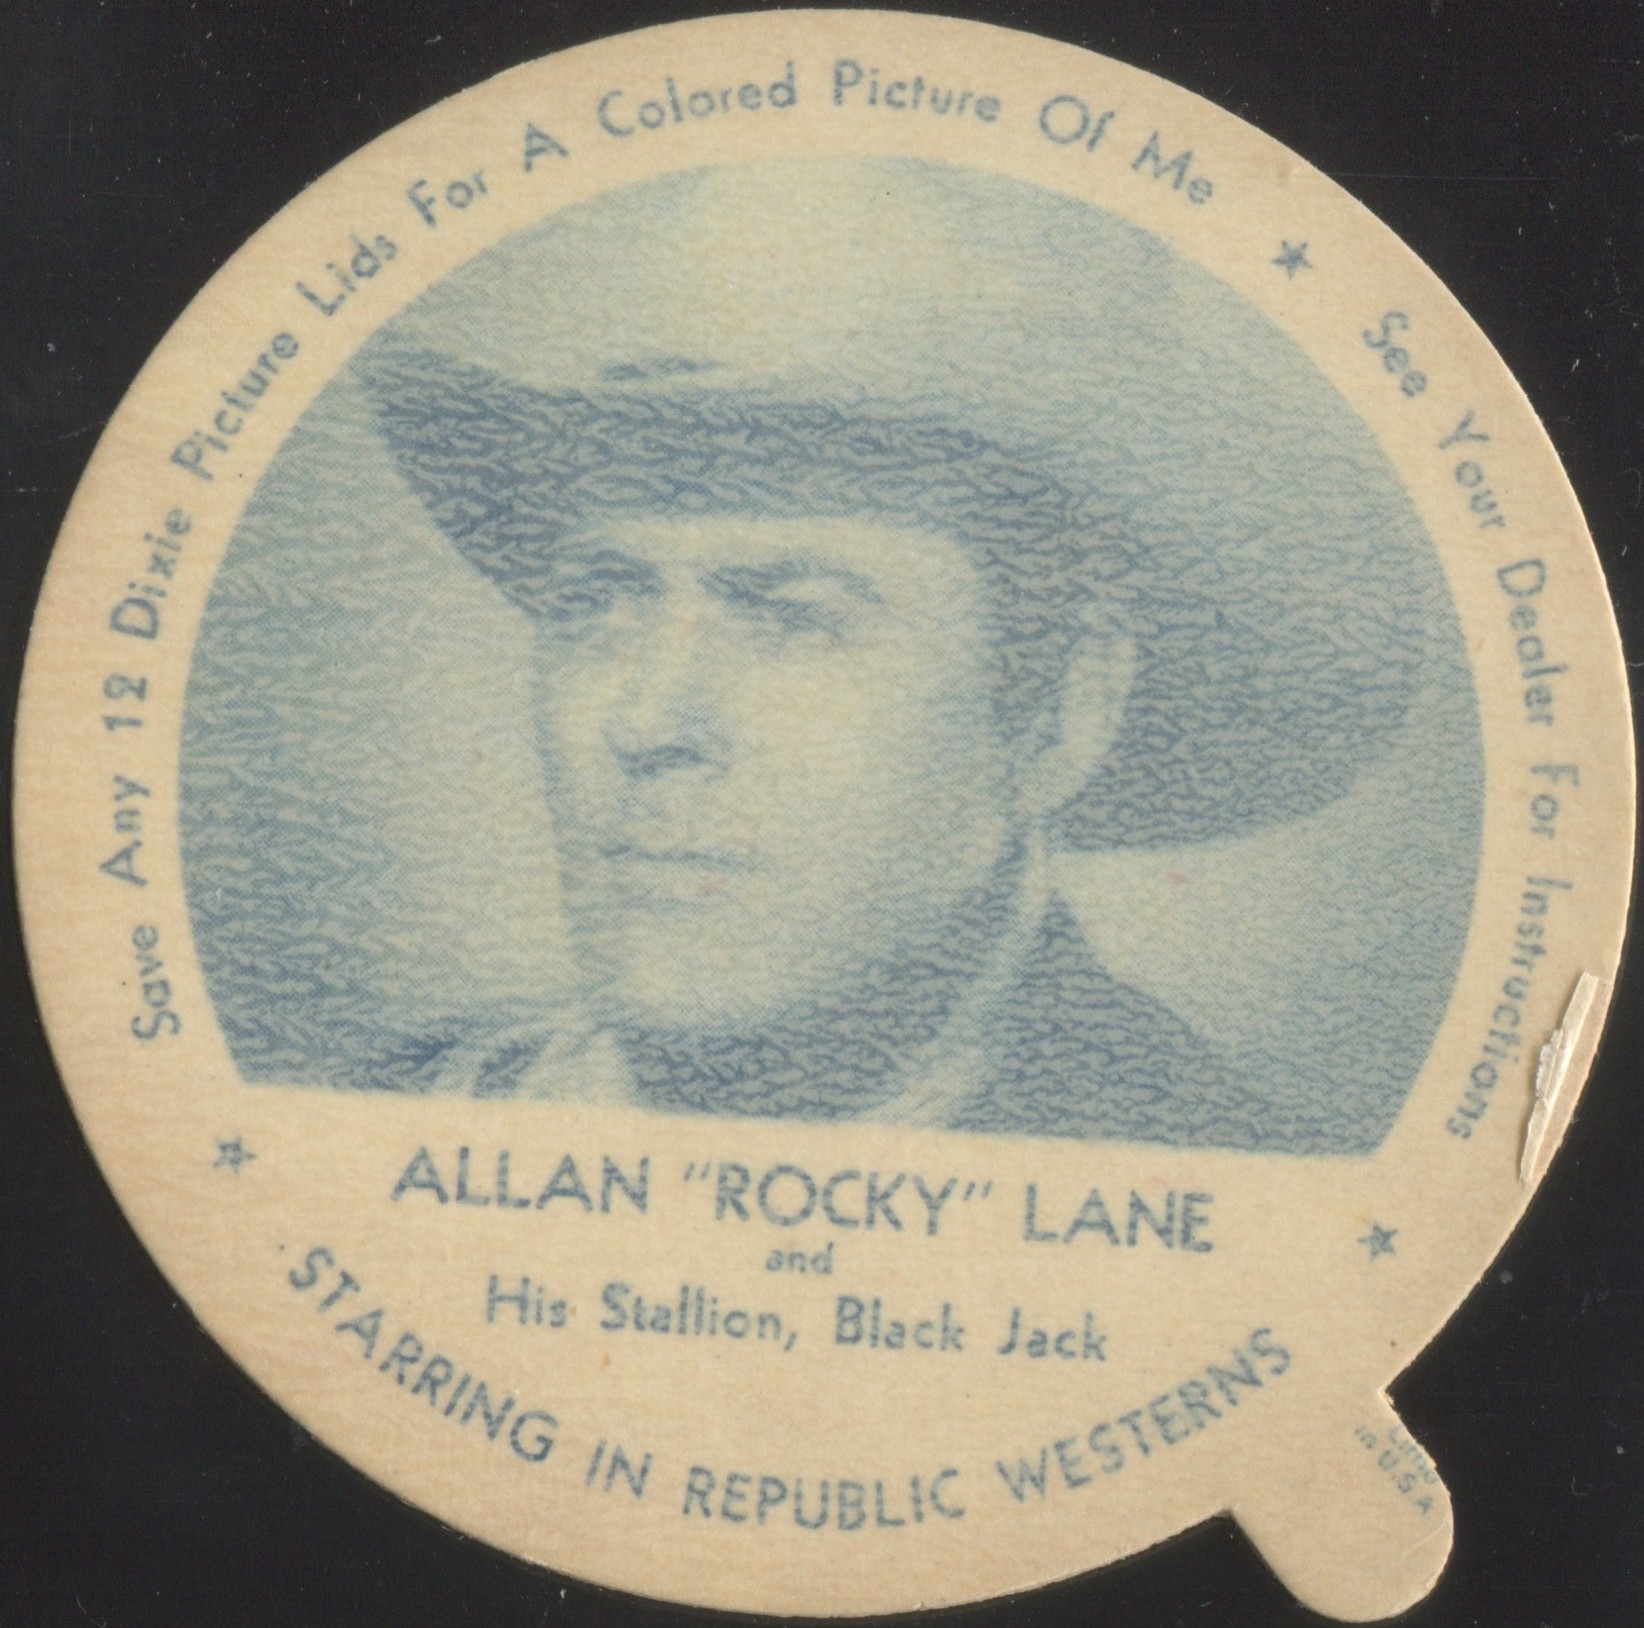 Save Any 12 Dixie Picture Lids For A Colored Picture Of Me ★ See Your Dealer For Instructions
ALLAN "ROCKY" LANE
and
His Stallion, Black Jack
STARRING IN REPUBLIC WESTERNS
in U.S.A